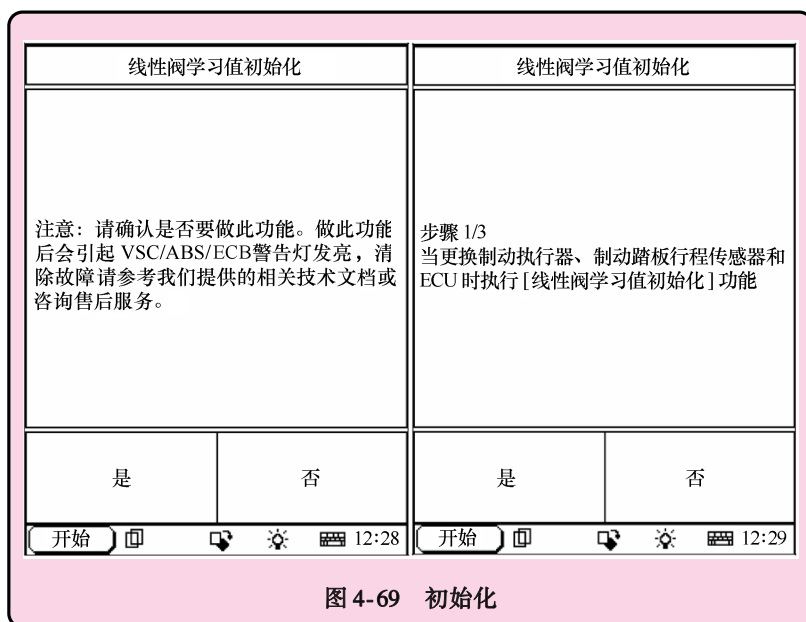 线性阀学习值初始化
注意：请确认是否要做此功能。做此功能
后会引起 VSC/ABS/ECB警告灯发亮，清
除故障请参考我们提供的相关技术文档或
咨询售后服务。
是
否
开始
12:28
线性阀学习值初始化
步骤 1/3
当更换制动执行器、制动踏板行程传感器和
ECU 时执行 [线性阀学习值初始化] 功能
是
否
开始
12:29
图 4-69 初始化